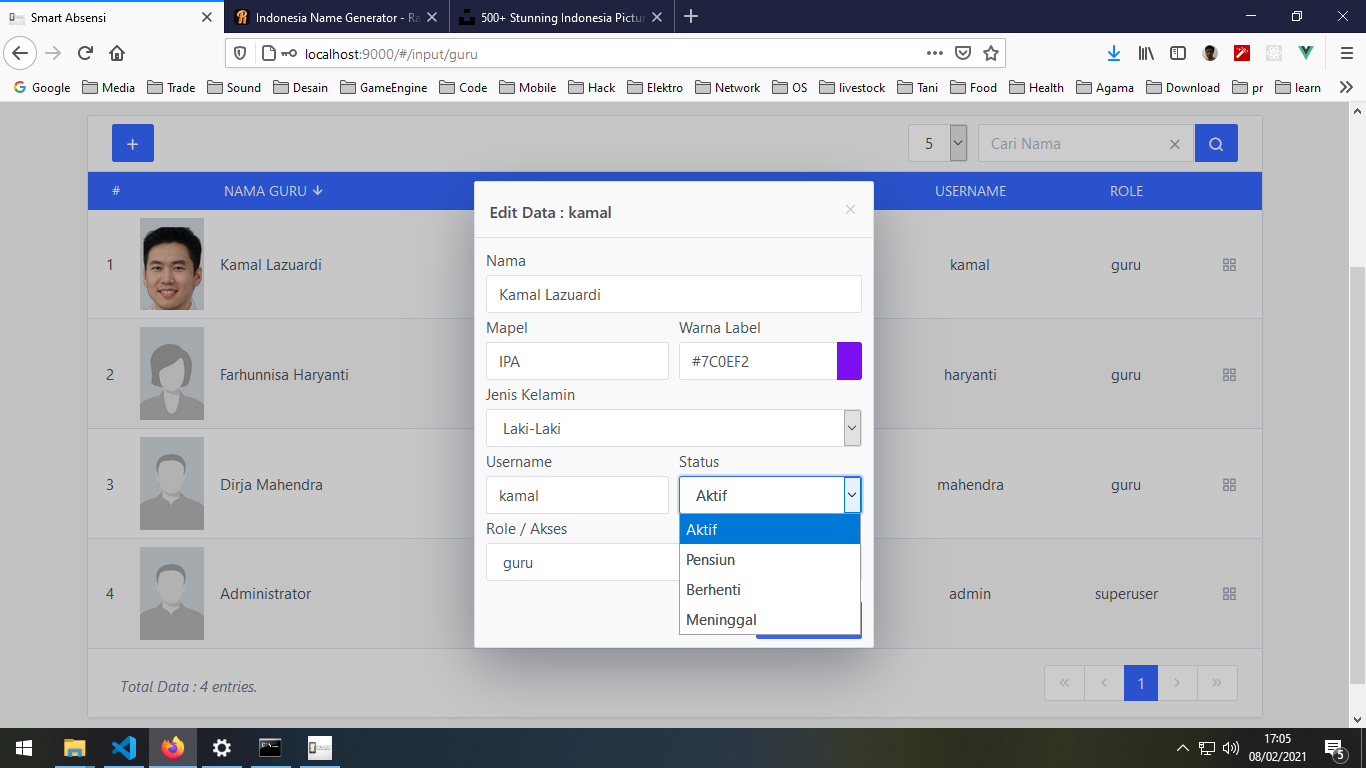 Smart Absensi
Indonesia Name Generator - Ra
500+ Stunning Indonesia Pictur
localhost:9000/#/input/guru
Google Media Trade Sound Desain GameEngine Code Mobile Hack Elektro Network OS livestock Tani Food Health Agama Download pr learn
+ 5 Cari Nama
# NAMA GURU USERNAME ROLE
1 Kamal Lazuardi kamal guru
2 Farhunnisa Haryanti haryanti guru
3 Dirja Mahendra mahendra guru
4 Administrator admin superuser
Total Data : 4 entries.
« ‹ 1 › »
Edit Data : kamal ×
Nama
Kamal Lazuardi
Mapel Warna Label
IPA #7C0EF2
Jenis Kelamin
Laki-Laki
Username Status
kamal Aktif
Role / Akses
guru
Aktif
Pensiun
Berhenti
Meninggal
17:05
08/02/2021
5